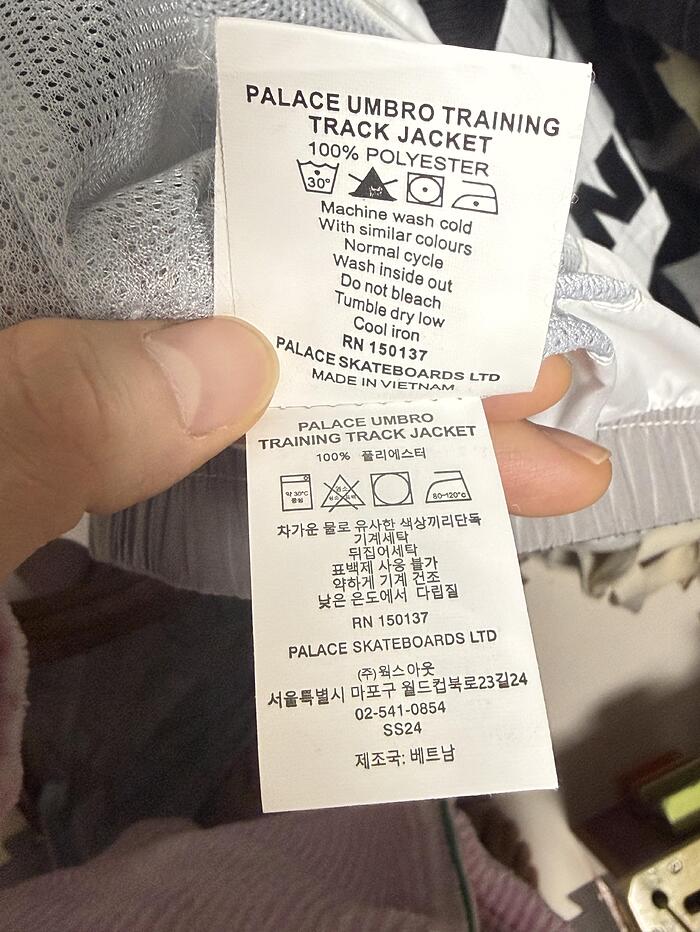 PALACE UMBRO TRAINING
TRACK JACKET
100% POLYESTER
30°
Machine wash cold
With similar colours
Normal cycle
Wash inside out
Do not bleach
Tumble dry low
Cool iron
RN 150137
PALACE SKATEBOARDS LTD
MADE IN VIETNAM
PALACE UMBRO
TRAINING TRACK JACKET
100% 폴리에스터
약 30°C
중성
염소
80-120°C
차가운 물로 유사한 색상끼리단독
기계세탁
뒤집어세탁
표백제 사용 불가
약하게 기계 건조
낮은 온도에서 다림질
RN 150137
PALACE SKATEBOARDS LTD
(주)웍스아웃
서울특별시 마포구 월드컵북로23길24
02-541-0854
SS24
제조국: 베트남
N